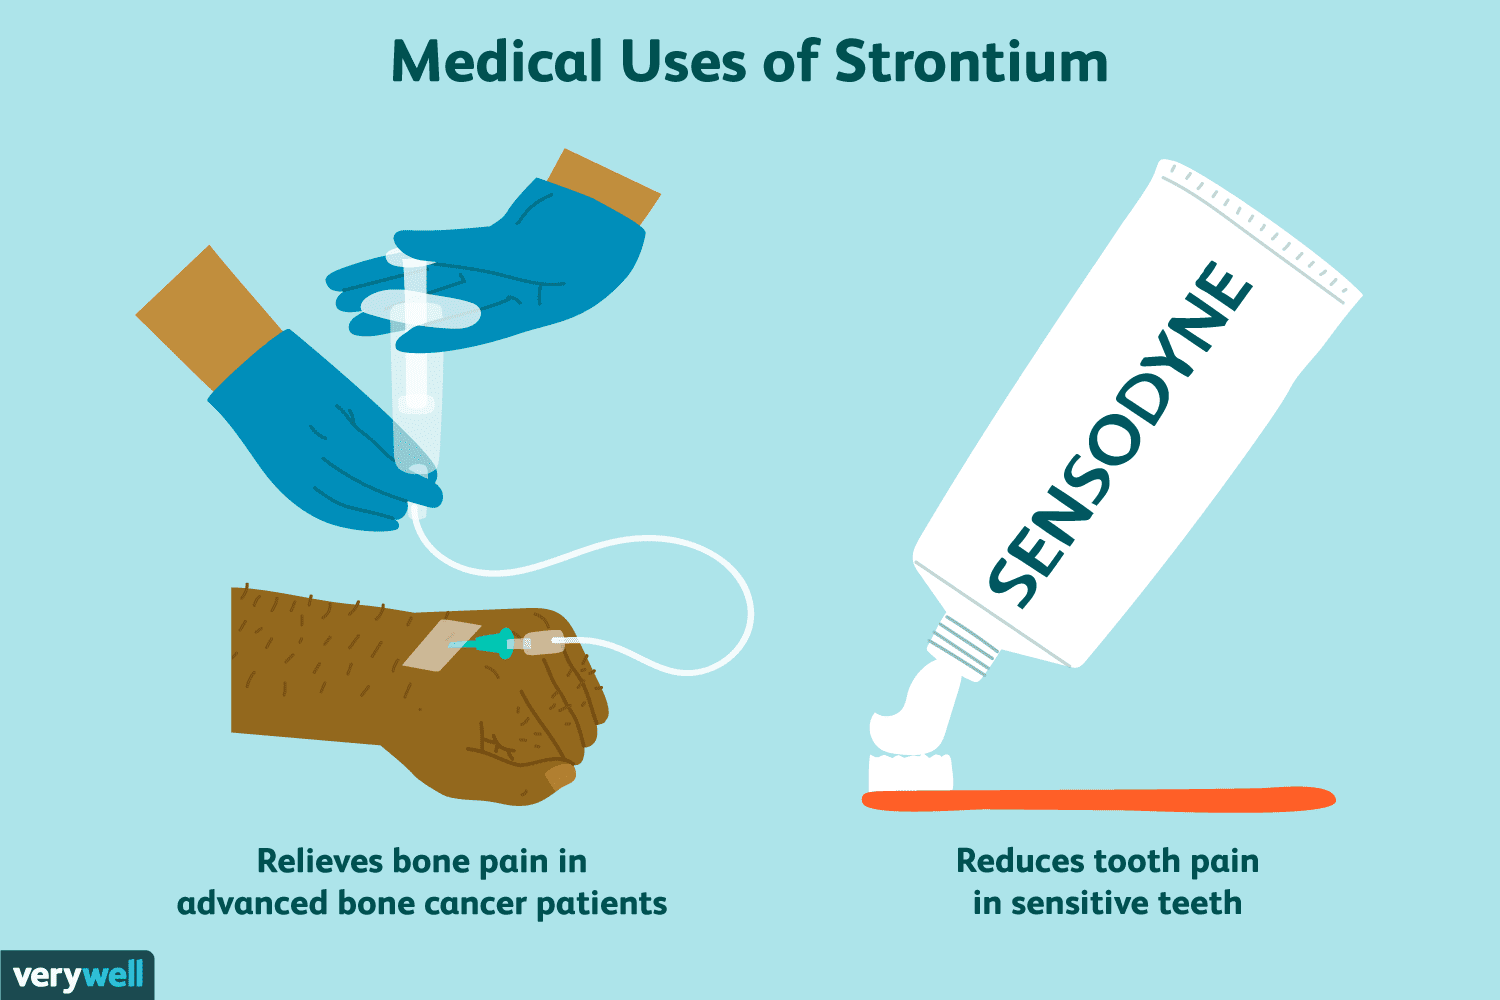 Medical Uses of Strontium
SENSODYNE
Relieves bone pain in
advanced bone cancer patients
Reduces tooth pain
in sensitive teeth
verywell